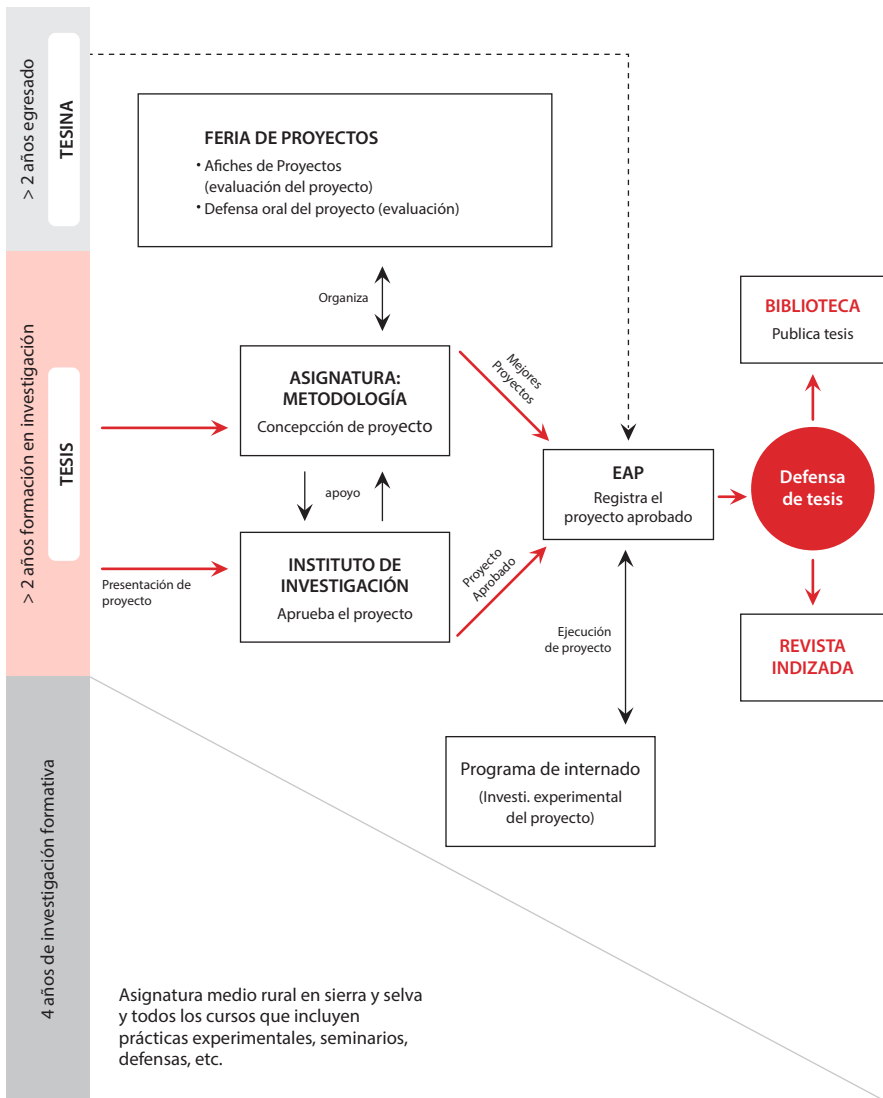 > 2 años egresado
TESINA
FERIA DE PROYECTOS
• Afiches de Proyectos
(evaluación del proyecto)
• Defensa oral del proyecto (evaluación)
> 2 años formación en investigación
TESIS
Organiza
ASIGNATURA:
METODOLOGÍA
Concepcción de proyecto
Mejores
Proyectos
BIBLIOTECA
Publica tesis
apoyo
EAP
Registra el
proyecto aprobado
Defensa
de tesis
Presentación de
proyecto
INSTITUTO DE
INVESTIGACIÓN
Aprueba el proyecto
Proyecto
Aprobado
Ejecución
de proyecto
REVISTA
INDIZADA
4 años de investigación formativa
Programa de internado
(Investi. experimental
del proyecto)
Asignatura medio rural en sierra y selva
y todos los cursos que incluyen
prácticas experimentales, seminarios,
defensas, etc.